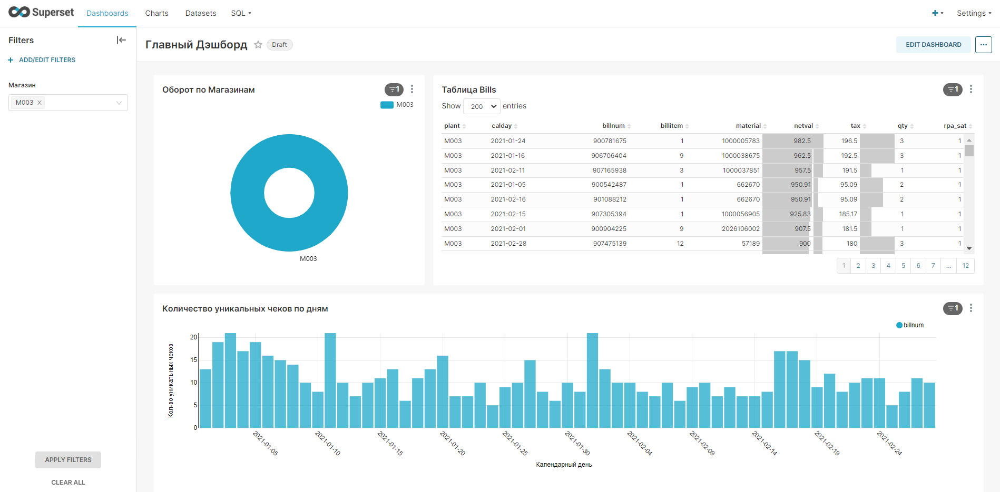 Superset Dashboards Charts Datasets SQL Settings
Filters
ADD/EDIT FILTERS
Магазин
M003
APPLY FILTERS
CLEAR ALL
Главный Дэшборд Draft EDIT DASHBOARD
Оборот по Магазинам 1
M003
M003
Таблица Bills 1
Show 200 entries
plant calday billnum billitem material netval tax qty rpa_sat
M003 2021-01-24 900781675 1 1000005783 982.5 196.5 3 1
M003 2021-01-16 906706404 9 1000038675 962.5 192.5 3 1
M003 2021-02-11 907165938 3 1000037851 957.5 191.5 1 1
M003 2021-01-05 900542487 1 662670 950.91 95.09 2 1
M003 2021-02-16 901088212 1 662670 950.91 95.09 2 1
M003 2021-02-15 907305394 1 1000056905 925.83 185.17 1 1
M003 2021-02-01 900904225 9 2026106002 907.5 181.5 1 1
M003 2021-02-28 907475139 12 57189 900 180 3 1
1 2 3 4 5 6 7 ... 12
Количество уникальных чеков по дням 1
billnum
Кол-во уникальных чеков
20
15
10
5
0
2021-01-05 2021-01-10 2021-01-15 2021-01-20 2021-01-25 2021-01-30 2021-02-04 2021-02-09 2021-02-14 2021-02-19 2021-02-24
Календарный день